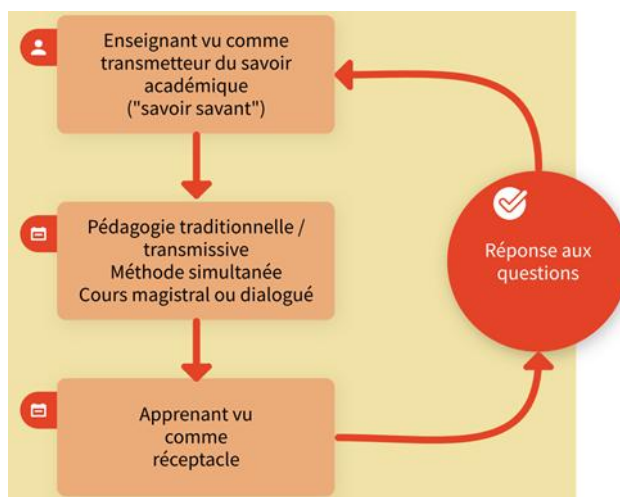 Enseignant vu comme
transmetteur du savoir
académique
("savoir savant")
Pédagogie traditionnelle /
transmissive
Méthode simultanée
Cours magistral ou dialogué
Apprenant vu
comme
réceptacle
Réponse aux
questions